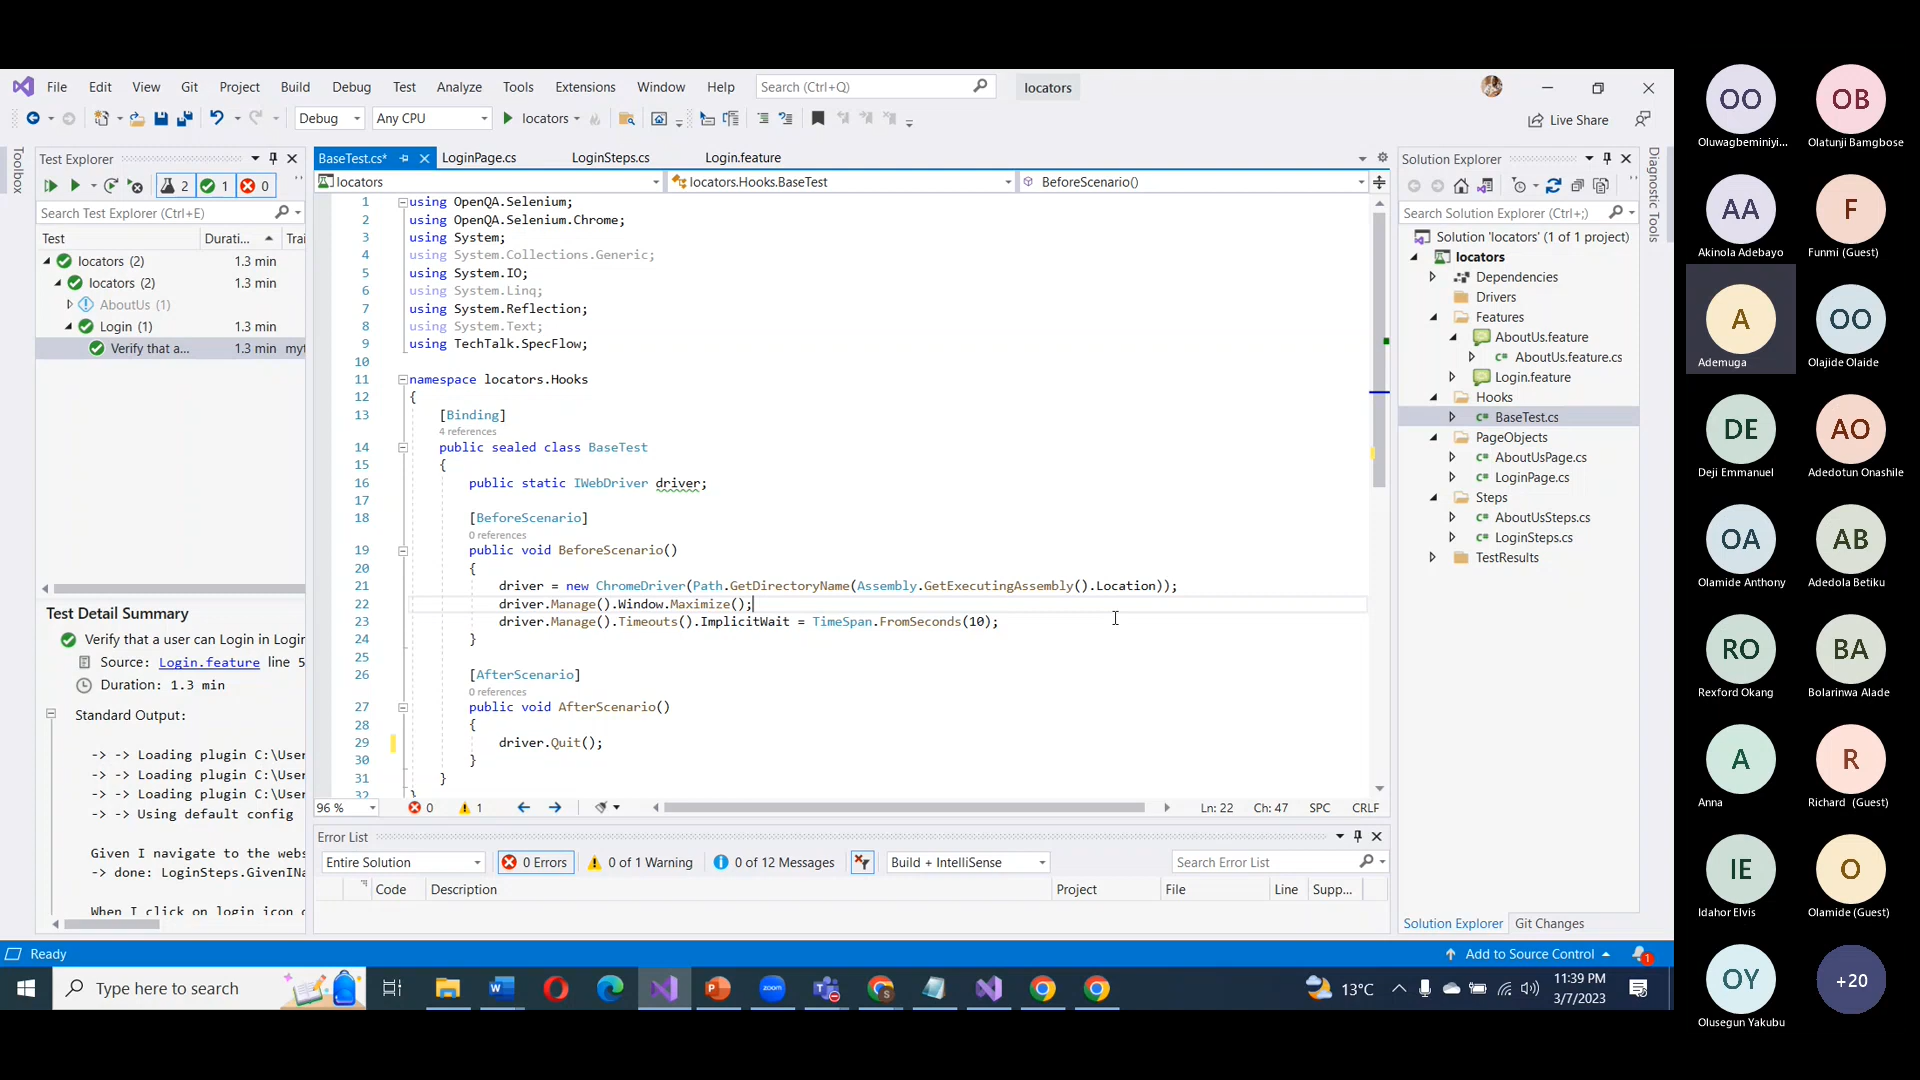 File Edit View Git Project Build Debug Test Analyze Tools Extensions Window Help Search (Ctrl+Q) locators
Debug Any CPU locators Live Share
Toolbox
Test Explorer
2 1 0
Search Test Explorer (Ctrl+E)
Test Durati... Trai
locators (2) 1.3 min
locators (2) 1.3 min
AboutUs (1)
Login (1) 1.3 min
Verify that a... 1.3 min myt
Test Detail Summary
Verify that a user can Login in Login
Source: Login.feature line 5
Duration: 1.3 min
Standard Output:
-> -> Loading plugin C:\User
-> -> Loading plugin C:\User
-> -> Loading plugin C:\User
-> -> Using default config
Given I navigate to the webs
-> done: LoginSteps.GivenINa
When I click on login icon
BaseTest.cs* LoginPage.cs LoginSteps.cs Login.feature
locators locators.Hooks.BaseTest BeforeScenario()
1 using OpenQA.Selenium;
2 using OpenQA.Selenium.Chrome;
3 using System;
4 using System.Collections.Generic;
5 using System.IO;
6 using System.Linq;
7 using System.Reflection;
8 using System.Text;
9 using TechTalk.SpecFlow;
10
11 namespace locators.Hooks
12 {
13 [Binding]
4 references
14 public sealed class BaseTest
15 {
16 public static IWebDriver driver;
17
18 [BeforeScenario]
0 references
19 public void BeforeScenario()
20 {
21 driver = new ChromeDriver(Path.GetDirectoryName(Assembly.GetExecutingAssembly().Location));
22 driver.Manage().Window.Maximize();
23 driver.Manage().Timeouts().ImplicitWait = TimeSpan.FromSeconds(10);
24 }
25
26 [AfterScenario]
0 references
27 public void AfterScenario()
28 {
29 driver.Quit();
30 }
31 }
32 }
96 % 0 1 Ln: 22 Ch: 47 SPC CRLF
Error List
Entire Solution 0 Errors 0 of 1 Warning 0 of 12 Messages Build + IntelliSense Search Error List
Code Description Project File Line Supp...
Solution Explorer
Search Solution Explorer (Ctrl+;)
Solution 'locators' (1 of 1 project)
locators
Dependencies
Drivers
Features
AboutUs.feature
AboutUs.feature.cs
Login.feature
Hooks
BaseTest.cs
PageObjects
AboutUsPage.cs
LoginPage.cs
Steps
AboutUsSteps.cs
LoginSteps.cs
TestResults
Solution Explorer Git Changes
Diagnostic Tools
Ready Add to Source Control 1
Type here to search 13°C 11:39 PM
3/7/2023
OO OB
Oluwagbeminiyi... Olatunji Bamgbose
AA F
Akinola Adebayo Funmi (Guest)
A OO
Ademuga Olajide Olaide
DE AO
Deji Emmanuel Adedotun Onashile
OA AB
Olamide Anthony Adedola Betiku
RO BA
Rexford Okang Bolarinwa Alade
A R
Anna Richard (Guest)
IE O
Idahor Elvis Olamide (Guest)
OY +20
Olusegun Yakubu